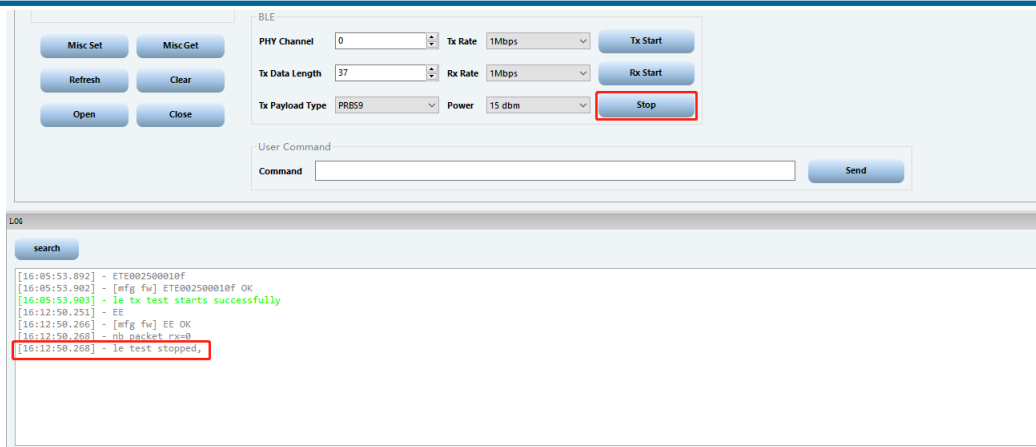 BLE
Misc Set Misc Get PHY Channel 0 Tx Rate 1Mbps Tx Start
Refresh Clear Tx Data Length 37 Rx Rate 1Mbps Rx Start
Open Close Tx Payload Type PRBS9 Power 15 dbm Stop
User Command
Command Send
LOG
search
[16:05:53.892] - ETE002500010f
[16:05:53.902] - [mfg fw] ETE002500010f OK
[16:05:53.903] - le tx test starts successfully
[16:12:50.251] - EE
[16:12:50.266] - [mfg fw] EE OK
[16:12:50.268] - nb packet rx=0
[16:12:50.268] - le test stopped,